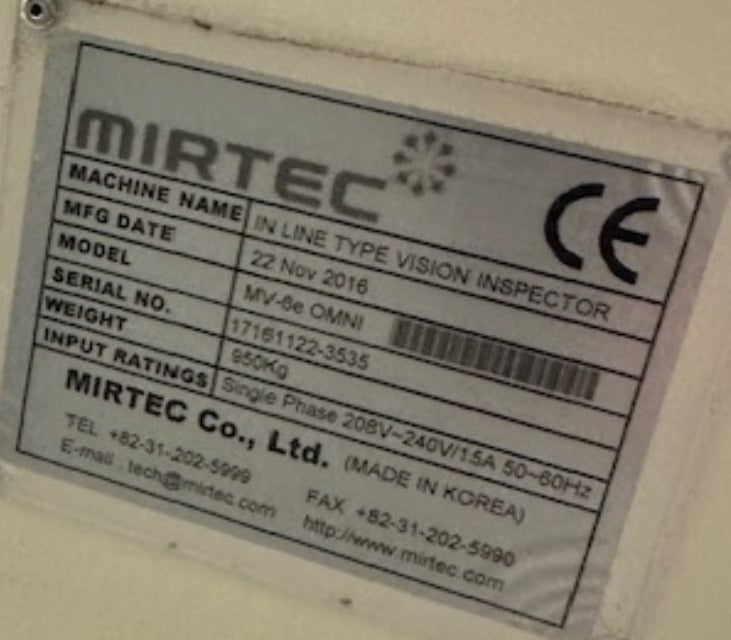 MIRTEC
CE
MACHINE NAME IN LINE TYPE VISION INSPECTOR
MFG DATE 22 Nov 2016
MODEL MV-6e OMNI
SERIAL NO. 17161122-3535
WEIGHT 950Kg
INPUT RATINGS Single Phase 208V~240V/15A 50~60Hz
MIRTEC Co., Ltd. (MADE IN KOREA)
TEL +82-31-202-5999 FAX +82-31-202-5990
E-mail . tech@mirtec.com http://www.mirtec.com